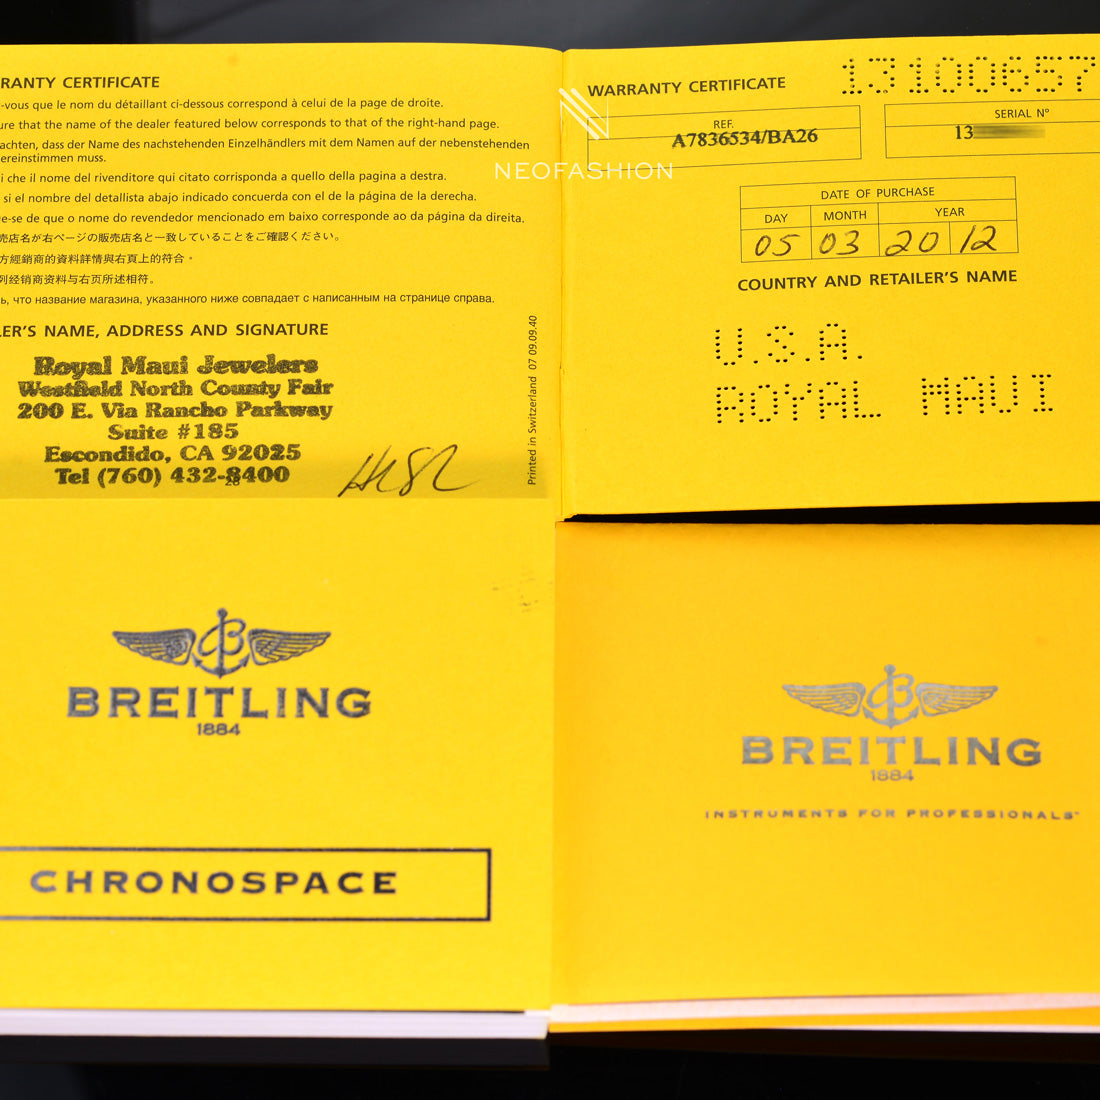 RANTY CERTIFICATE
-vous que le nom du détaillant ci-dessous correspond à celui de la page de droite.
ure that the name of the dealer featured below corresponds to that of the right-hand page.
achten, dass der Name des nachstehenden Einzelhändlers mit dem Namen auf der nebenstehenden
ereinstimmen muss.
i che il nome del rivenditore qui citato corrisponda a quello della pagina a destra.
si el nombre del detallista abajo indicado concuerda con el de la página de la derecha.
e-se de que o nome do revendedor mencionado em baixo corresponde ao da página da direita.
売店名が右ページの販売店名と一致していることをご確認ください。
方經銷商的資料詳情與右頁上的符合。
列经销商资料与右页所述相符。
ь, что название магазина, указанного ниже совпадает с написанным на странице справа.
LER'S NAME, ADDRESS AND SIGNATURE
Royal Maui Jewelers
Westfield North County Fair
200 E. Via Rancho Parkway
Suite #185
Escondido, CA 92025
Tel (760) 432-8400
26
Printed in Switzerland 07 09.09.40
WARRANTY CERTIFICATE
13100657
REF.
A7836534/BA26
SERIAL Nº
13
NEOFASHION
DATE OF PURCHASE
DAY MONTH YEAR
05 03 20 12
COUNTRY AND RETAILER'S NAME
U.S.A.
ROYAL MAUI
BREITLING
1884
CHRONOSPACE
BREITLING
1884
INSTRUMENTS FOR PROFESSIONALS™